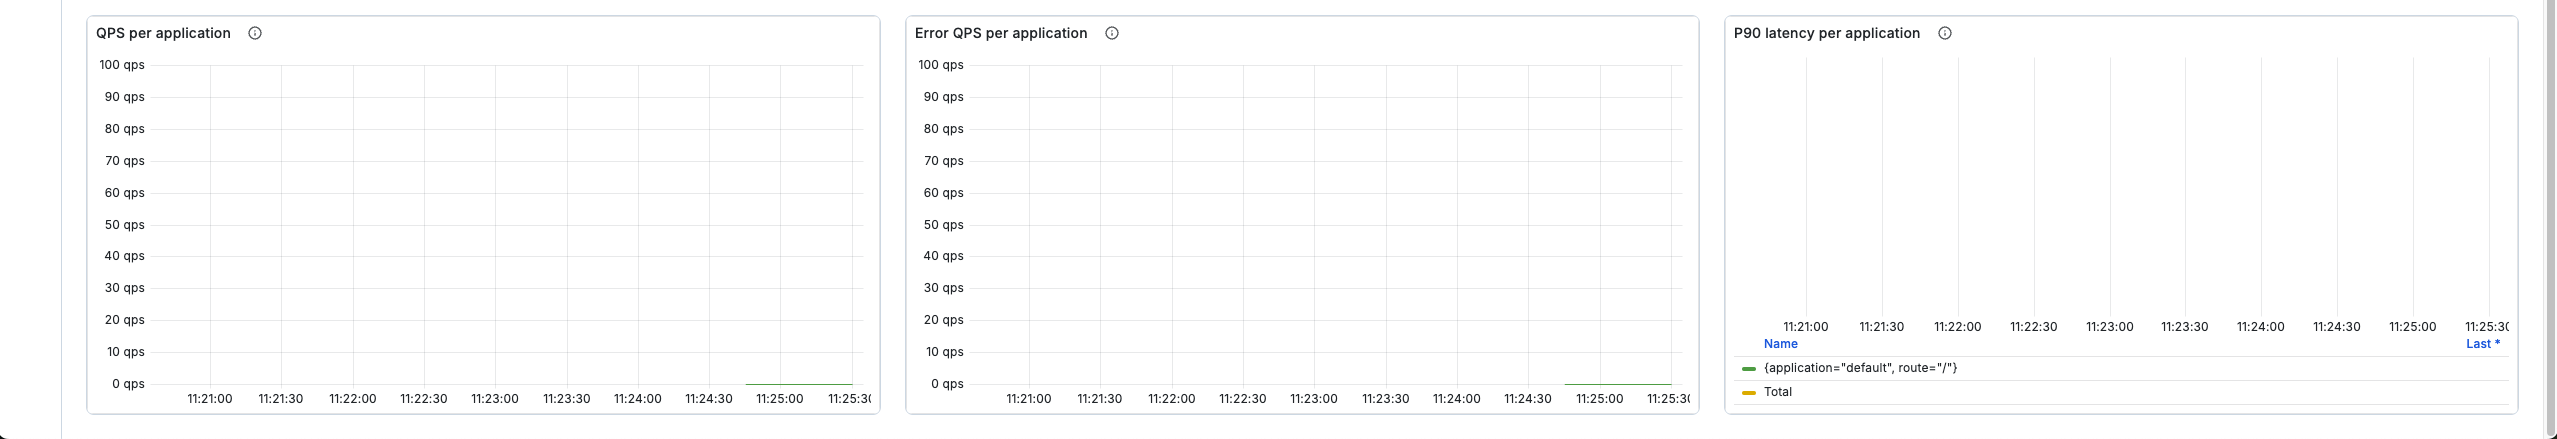 QPS per application
100 qps
90 qps
80 qps
70 qps
60 qps
50 qps
40 qps
30 qps
20 qps
10 qps
0 qps
11:21:00 11:21:30 11:22:00 11:22:30 11:23:00 11:23:30 11:24:00 11:24:30 11:25:00 11:25:30
Error QPS per application
100 qps
90 qps
80 qps
70 qps
60 qps
50 qps
40 qps
30 qps
20 qps
10 qps
0 qps
11:21:00 11:21:30 11:22:00 11:22:30 11:23:00 11:23:30 11:24:00 11:24:30 11:25:00 11:25:30
P90 latency per application
11:21:00 11:21:30 11:22:00 11:22:30 11:23:00 11:23:30 11:24:00 11:24:30 11:25:00 11:25:30
Name Last *
{application="default", route="/"}
Total